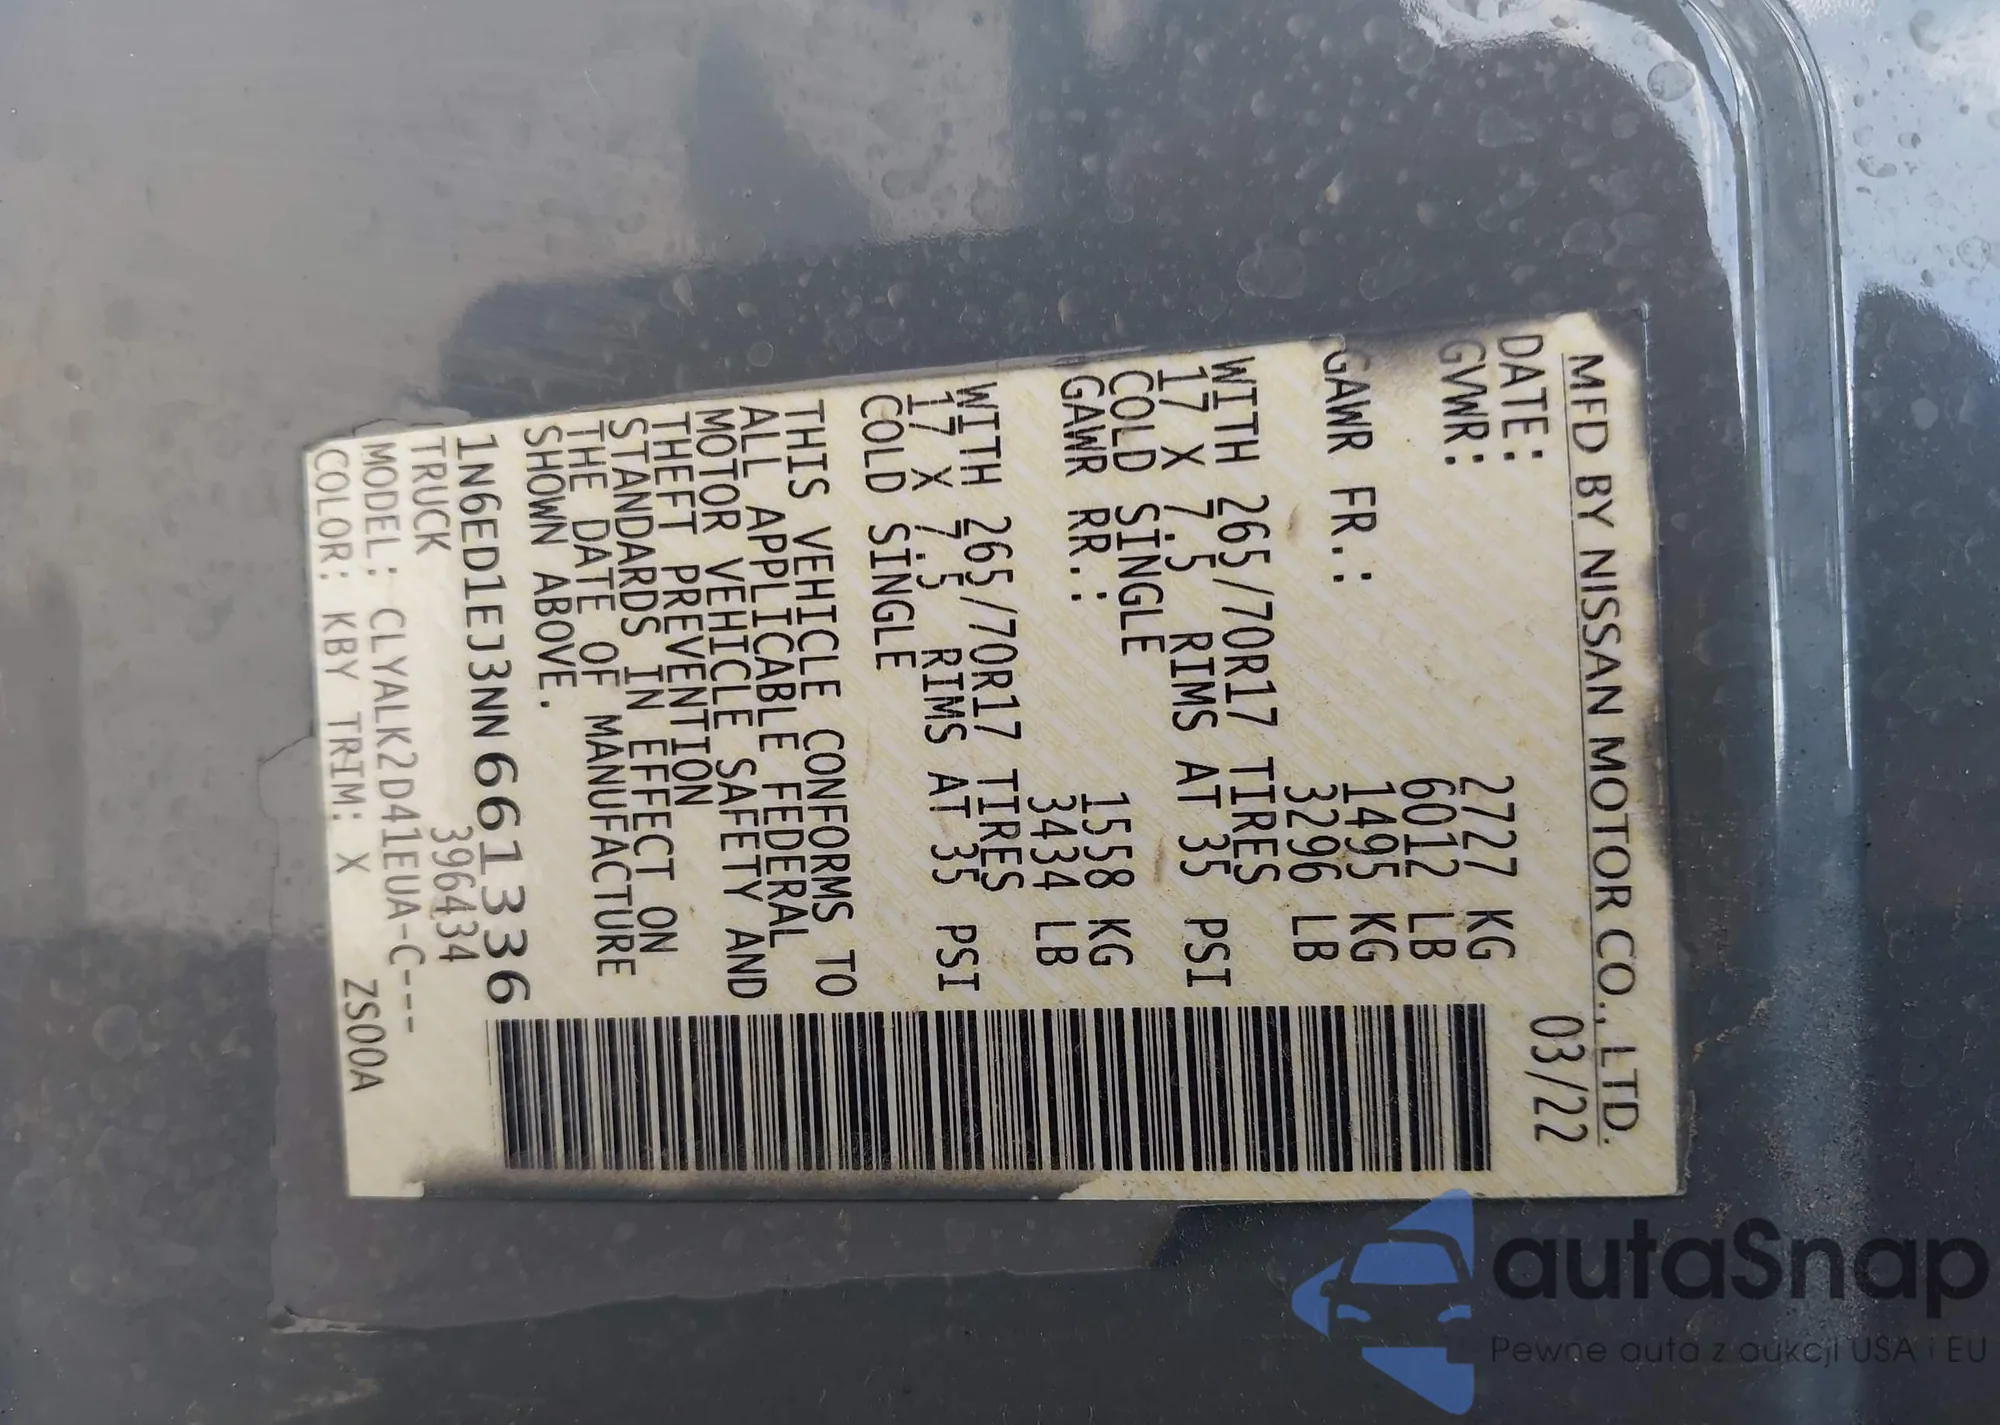 MFD BY NISSAN MOTOR CO., LTD.
DATE: 03/22
GVWR: 2727 KG
6012 LB
GAWR FR.: 1495 KG
3296 LB
WITH 265/70R17 TIRES
17 X 7.5 RIMS AT 35 PSI
COLD SINGLE
GAWR RR.: 1558 KG
3434 LB
WITH 265/70R17 TIRES
17 X 7.5 RIMS AT 35 PSI
COLD SINGLE
THIS VEHICLE CONFORMS TO
ALL APPLICABLE FEDERAL
MOTOR VEHICLE SAFETY AND
THEFT PREVENTION
STANDARDS IN EFFECT ON
THE DATE OF MANUFACTURE
SHOWN ABOVE.
1N6ED1EJ3NN661336
TRUCK 396434
MODEL: CLYALK2D41EUA-C---
COLOR: KBY TRIM: X ZS00A
autaSnap
Pewne auta z aukcji USA i EU